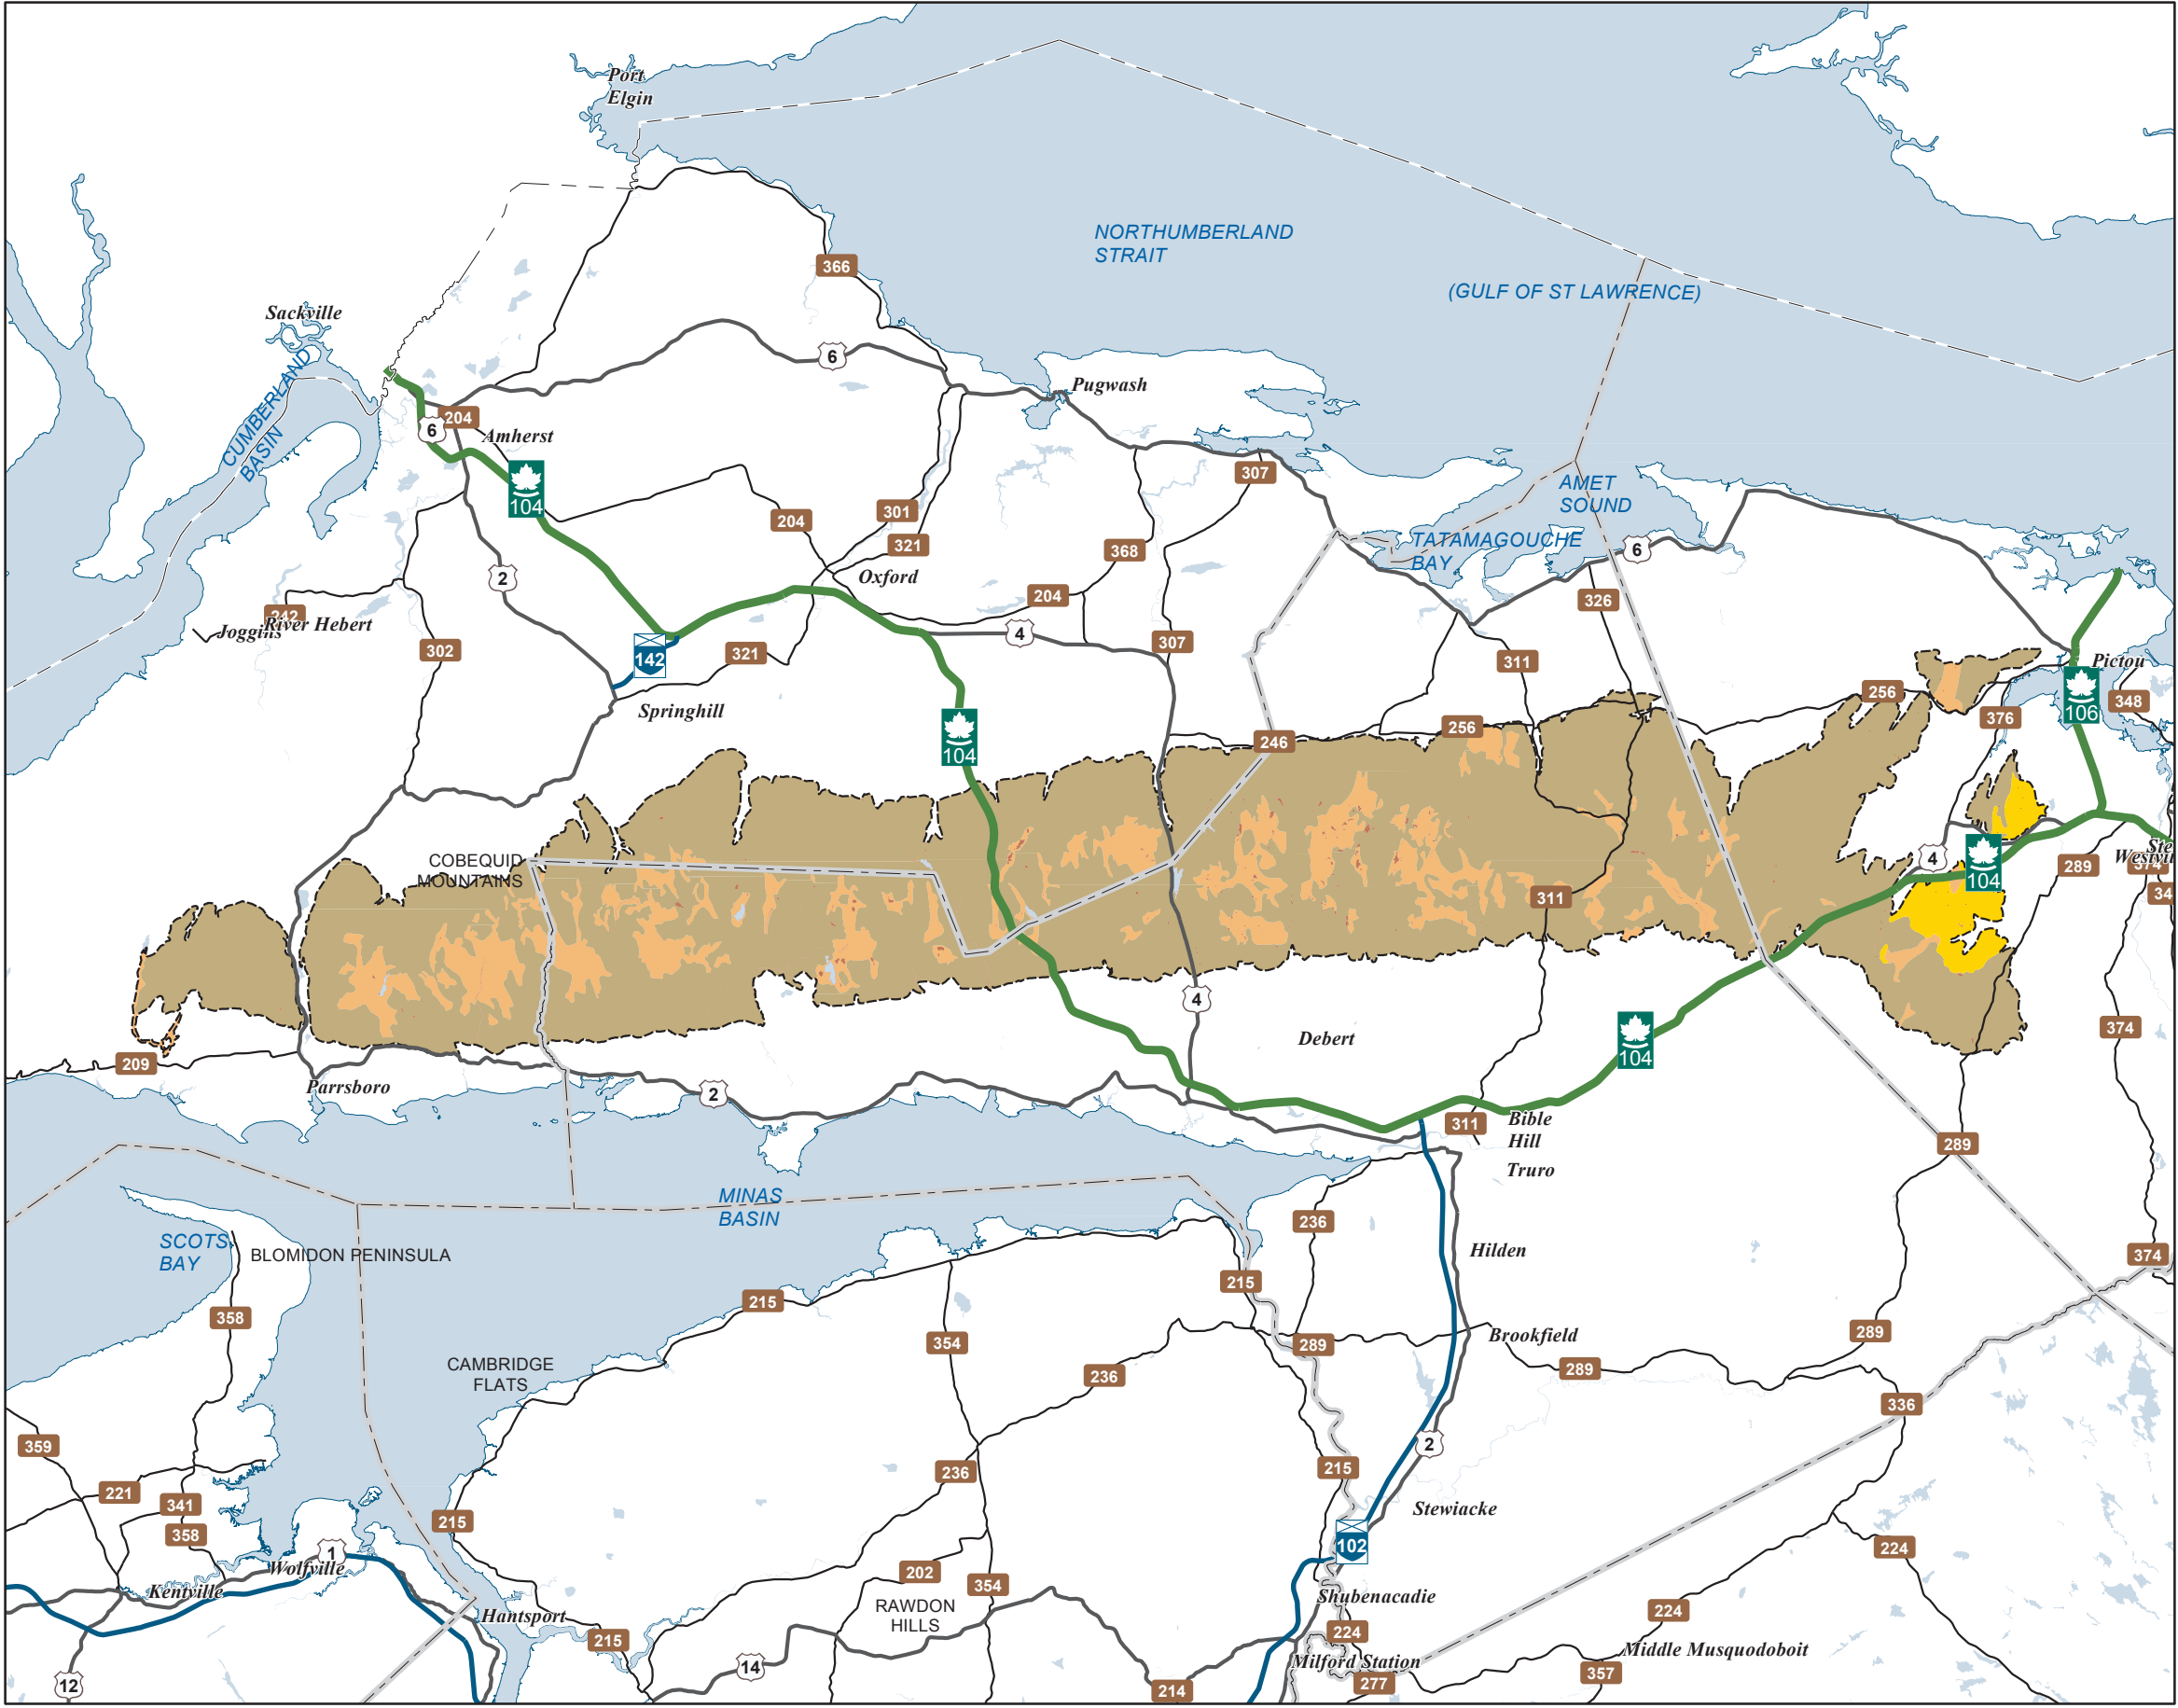 Port
Elgin
NORTHUMBERLAND
STRAIT
366
(GULF OF ST LAWRENCE)
Sackville
CUMBERLAND
BASIN
6
Pugwash
204
6
Amherst
104
307
AMET
SOUND
204
301
321
368
TATAMAGOUCHE
BAY
6
2
Oxford
204
326
242
River Hebert
Joggins
302
4
307
142
321
311
Pictou
Springhill
256
106
348
376
104
246
256
COBEQUID
MOUNTAINS
4
104
289
311
374
4
Debert
104
209
Parrsboro
2
311
Bible
Hill
Truro
289
MINAS
BASIN
236
SCOTS
BAY
BLOMIDON PENINSULA
Hilden
374
215
215
358
354
289
Brookfield
289
CAMBRIDGE
FLATS
236
289
336
359
2
236
215
221
341
358
215
Stewiacke
102
224
1
Wolfville
Kentville
202
354
Shubenacadie
RAWDON
HILLS
Hantsport
224
224
215
Middle Musquodoboit
Milford Station
14
357
277
12
214